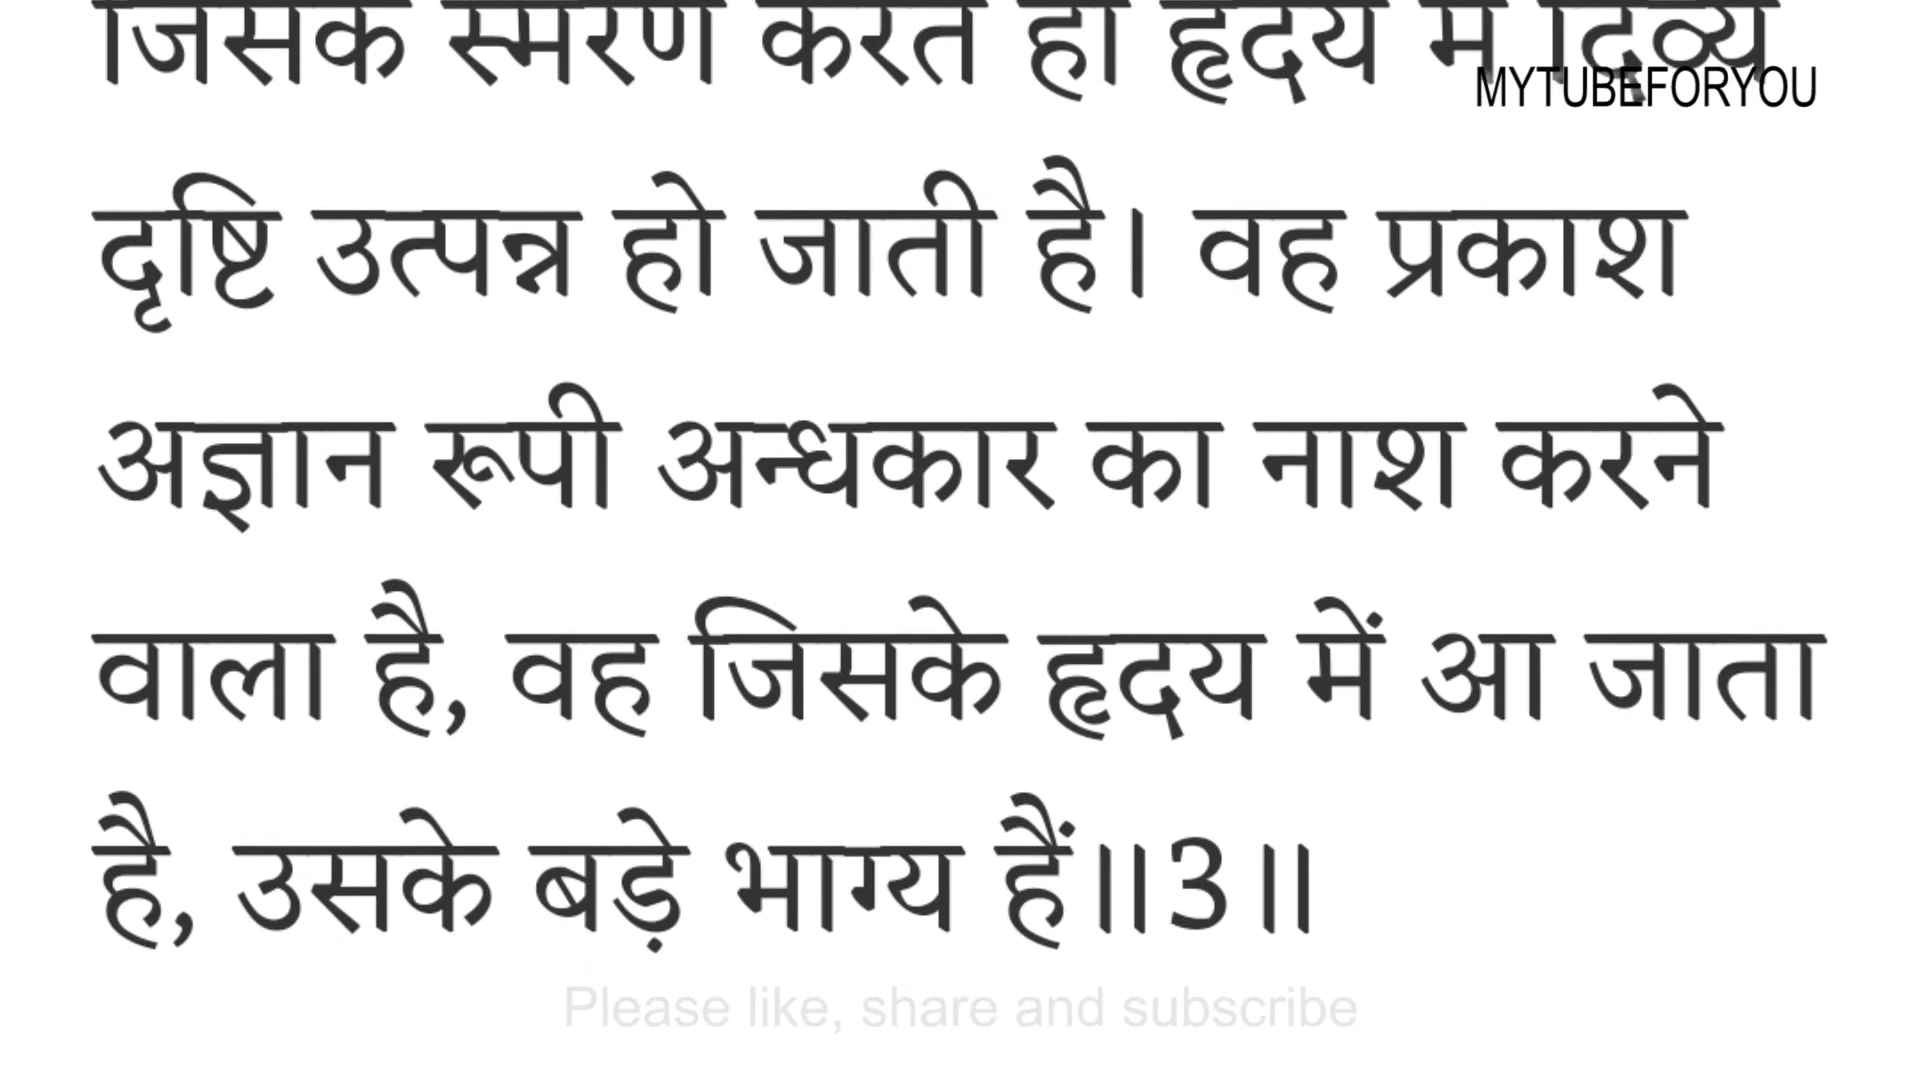 जिसके स्मरण करते ही हृदय में दिव्य
MYTUBEFORYOU
दृष्टि उत्पन्न हो जाती है। वह प्रकाश
अज्ञान रूपी अन्धकार का नाश करने
वाला है, वह जिसके हृदय में आ जाता
है, उसके बड़े भाग्य हैं॥3॥
Please like, share and subscribe